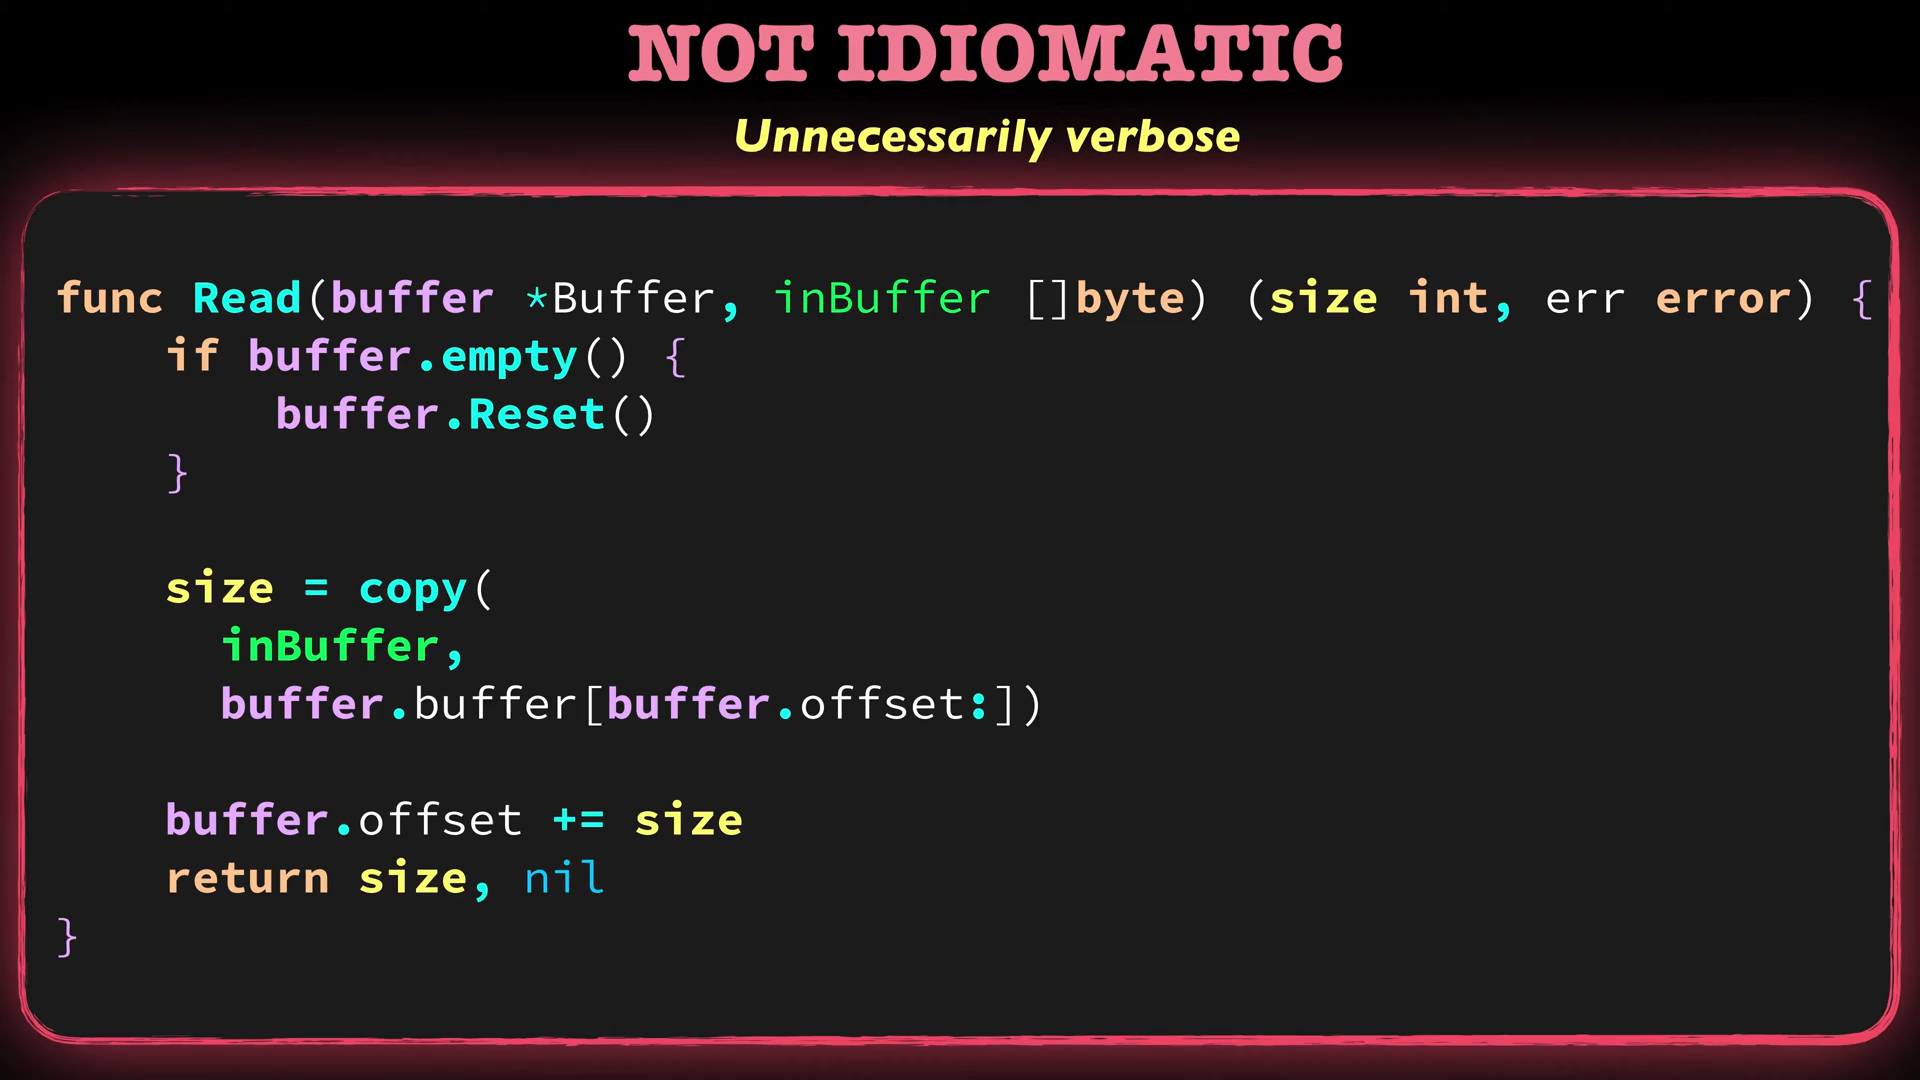 NOT IDIOMATIC
Unnecessarily verbose
func Read(buffer *Buffer, inBuffer []byte) (size int, err error) {
    if buffer.empty() {
        buffer.Reset()
    }
    size = copy(
      inBuffer,
      buffer.buffer[buffer.offset:])
    buffer.offset += size
    return size, nil
}